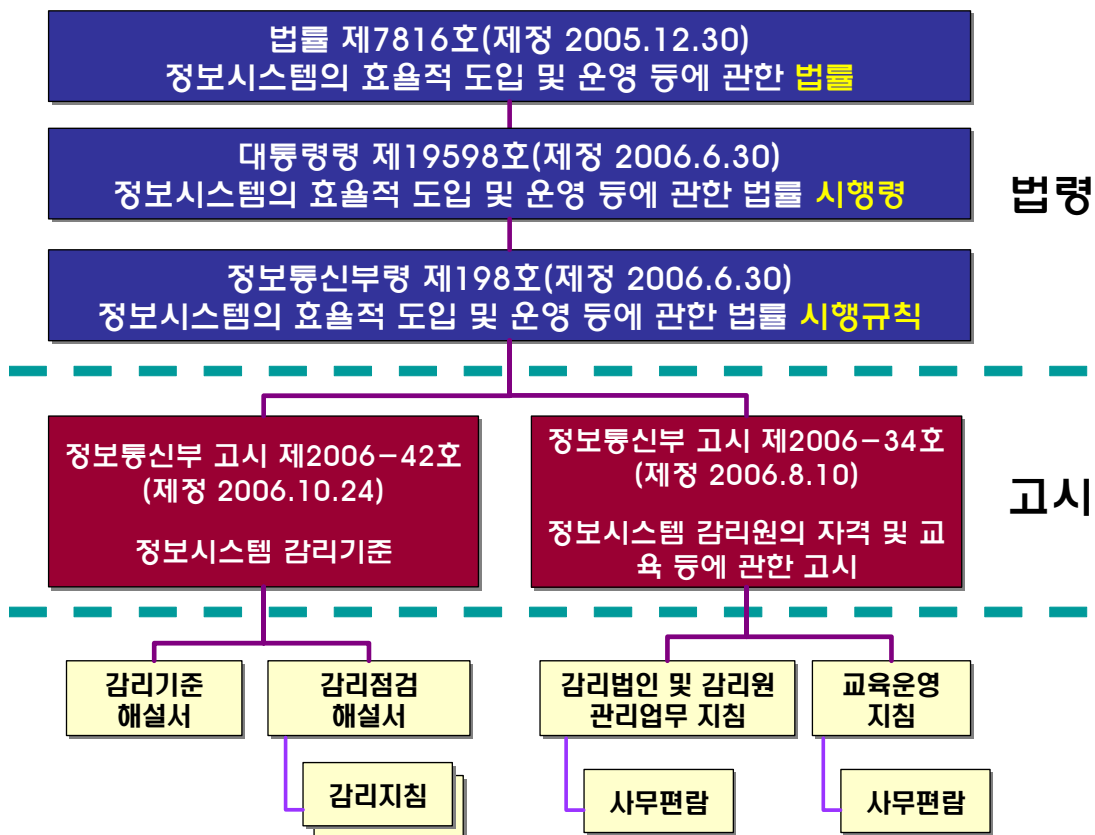 법률 제7816호(제정 2005.12.30)
정보시스템의 효율적 도입 및 운영 등에 관한 법률
대통령령 제19598호(제정 2006.6.30)
정보시스템의 효율적 도입 및 운영 등에 관한 법률 시행령
법령
정보통신부령 제198호(제정 2006.6.30)
정보시스템의 효율적 도입 및 운영 등에 관한 법률 시행규칙
정보통신부 고시 제2006-42호
(제정 2006.10.24)
정보시스템 감리기준
정보통신부 고시 제2006-34호
(제정 2006.8.10)
정보시스템 감리원의 자격 및 교
육 등에 관한 고시
고시
감리기준
해설서
감리점검
해설서
감리법인 및 감리원
관리업무 지침
교육운영
지침
감리지침
사무편람
사무편람